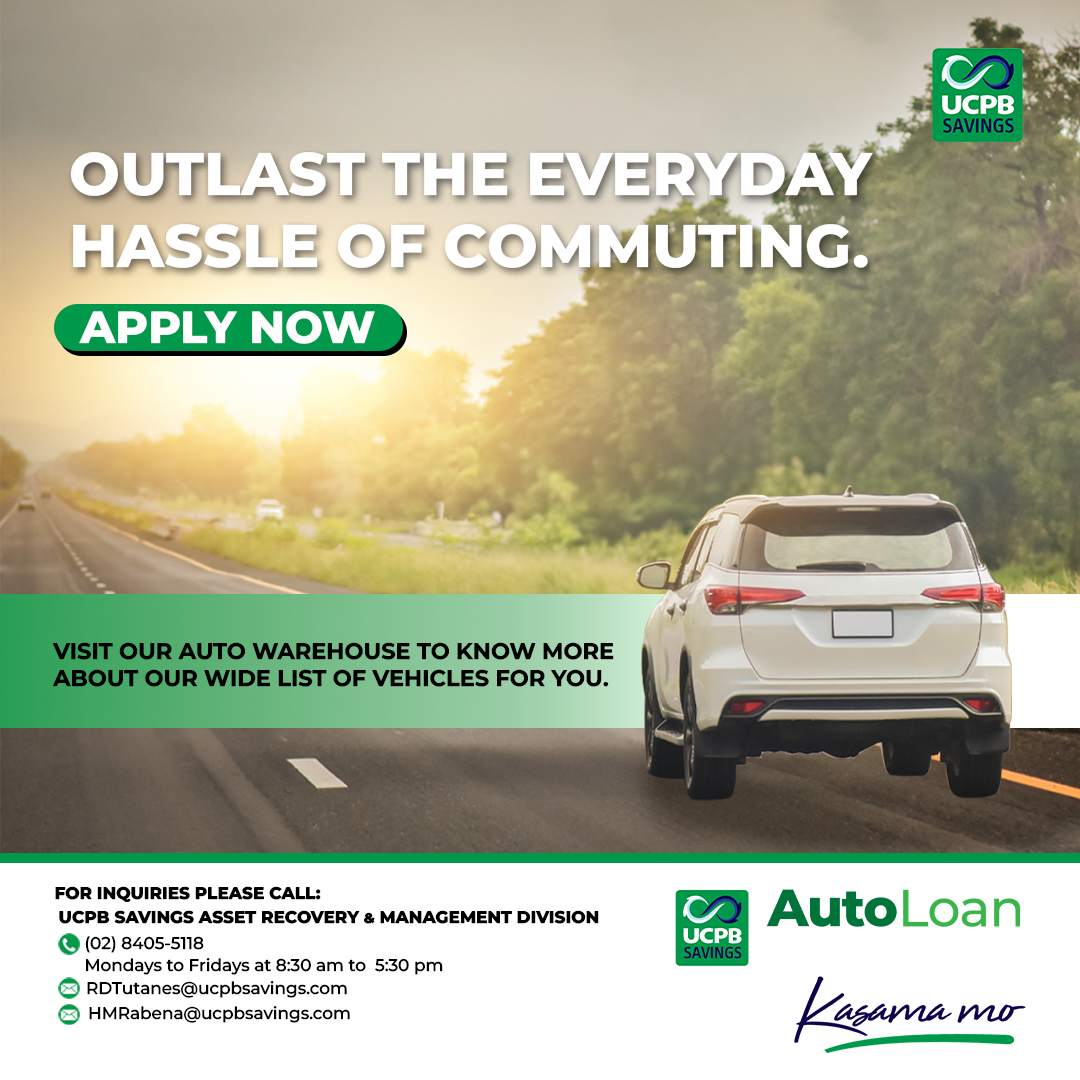 UCPB
SAVINGS
OUTLAST THE EVERYDAY
HASSLE OF COMMUTING.
APPLY NOW
VISIT OUR AUTO WAREHOUSE TO KNOW MORE
ABOUT OUR WIDE LIST OF VEHICLES FOR YOU.
FOR INQUIRIES PLEASE CALL:
UCPB SAVINGS ASSET RECOVERY & MANAGEMENT DIVISION
(02) 8405-5118
Mondays to Fridays at 8:30 am to 5:30 pm
RDTutanes@ucpbsavings.com
HMRabena@ucpbsavings.com
UCPB
SAVINGS
AutoLoan
Kasama mo